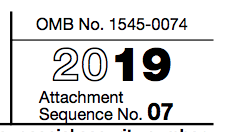 OMB No. 1545-0074
2019
Attachment
Sequence No. 07